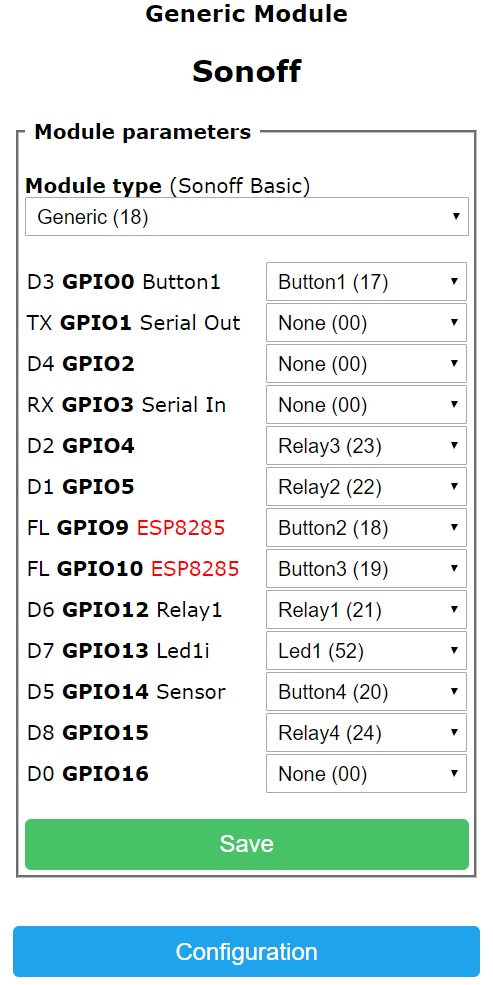 Generic Module
Sonoff
Module parameters
Module type (Sonoff Basic)
Generic (18)
D3 GPIO0 Button1 Button1 (17)
TX GPIO1 Serial Out None (00)
D4 GPIO2 None (00)
RX GPIO3 Serial In None (00)
D2 GPIO4 Relay3 (23)
D1 GPIO5 Relay2 (22)
FL GPIO9 ESP8285 Button2 (18)
FL GPIO10 ESP8285 Button3 (19)
D6 GPIO12 Relay1 Relay1 (21)
D7 GPIO13 Led1i Led1 (52)
D5 GPIO14 Sensor Button4 (20)
D8 GPIO15 Relay4 (24)
D0 GPIO16 None (00)
Save
Configuration